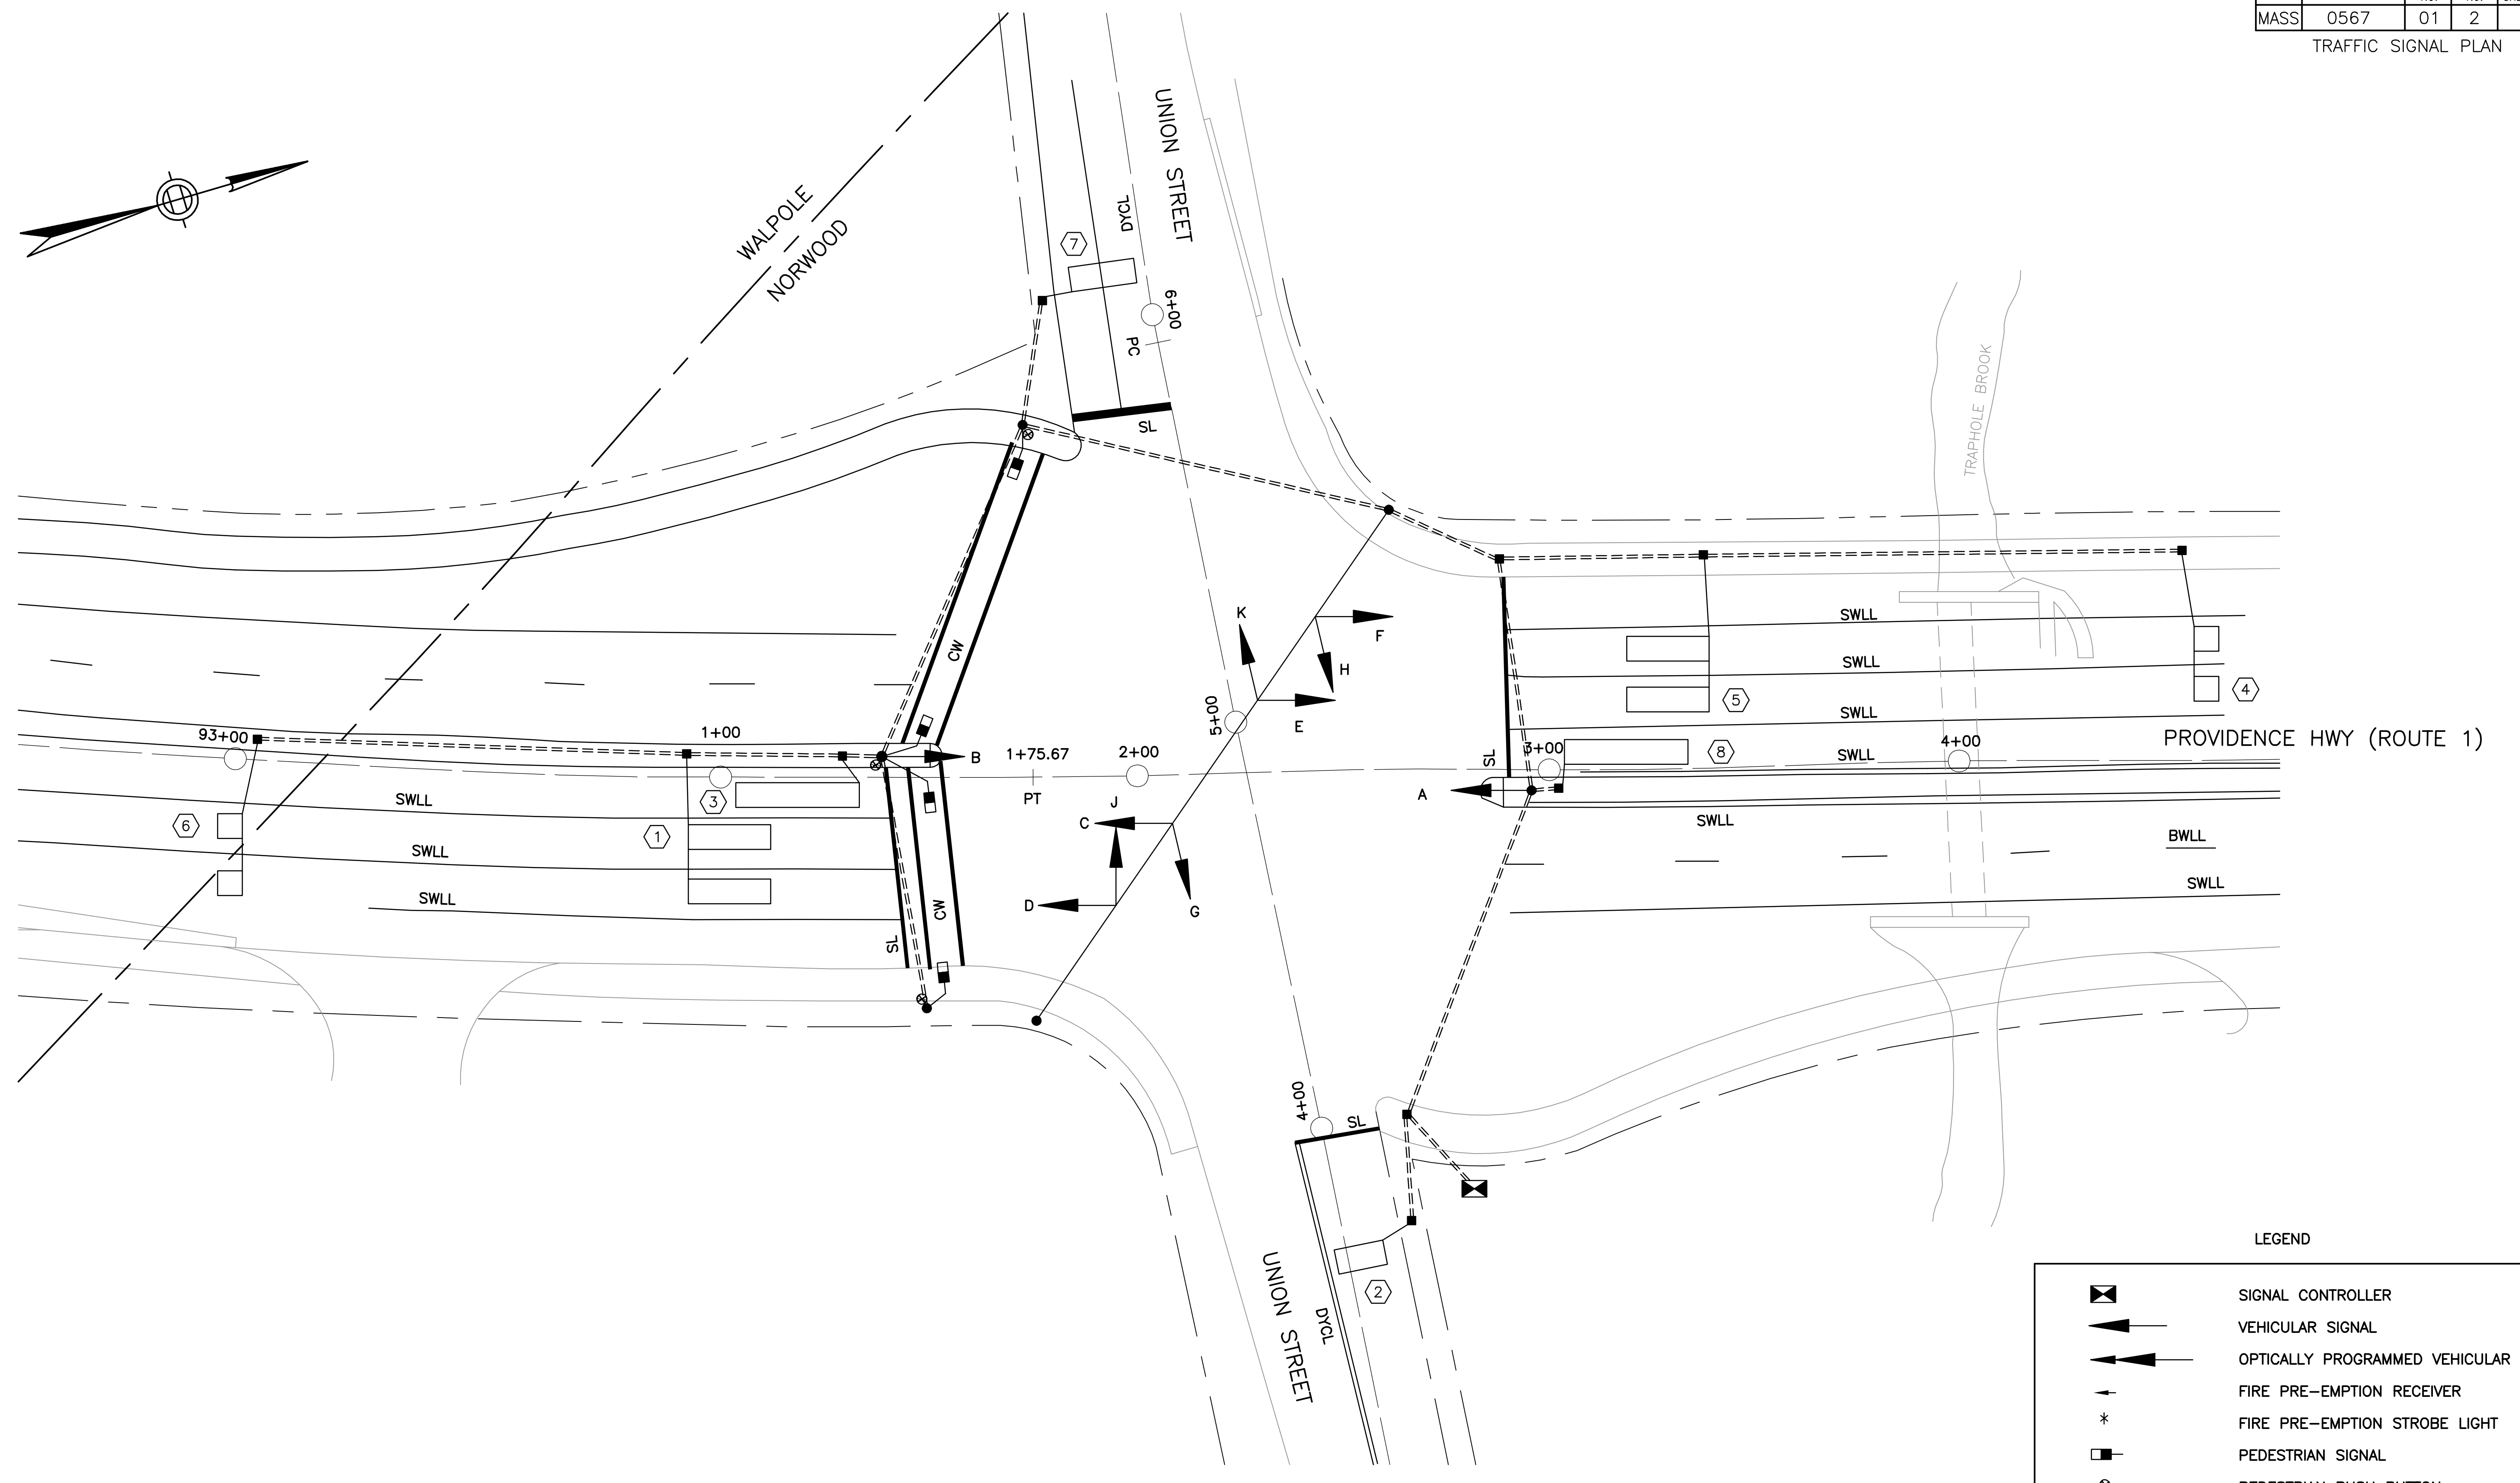 MASS 0567 01 2
TRAFFIC SIGNAL PLAN
UNION STREET
WALPOLE
NORWOOD
DYCL
7
6+00
PC
SL
TRAPHOLE BROOK
CW
K
F
H
E
5+00
SWLL
SWLL
SWLL
SWLL
5
4
8
SL
3+00
4+00
PROVIDENCE HWY (ROUTE 1)
93+00
1+00
B
1+75.67
PT
2+00
J
C
D
G
A
SWLL
SWLL
SWLL
6
3
1
SL
CW
SWLL
BWLL
SWLL
4+00
SL
2
DYCL
UNION STREET
LEGEND
SIGNAL CONTROLLER
VEHICULAR SIGNAL
OPTICALLY PROGRAMMED VEHICULAR
FIRE PRE-EMPTION RECEIVER
FIRE PRE-EMPTION STROBE LIGHT
PEDESTRIAN SIGNAL